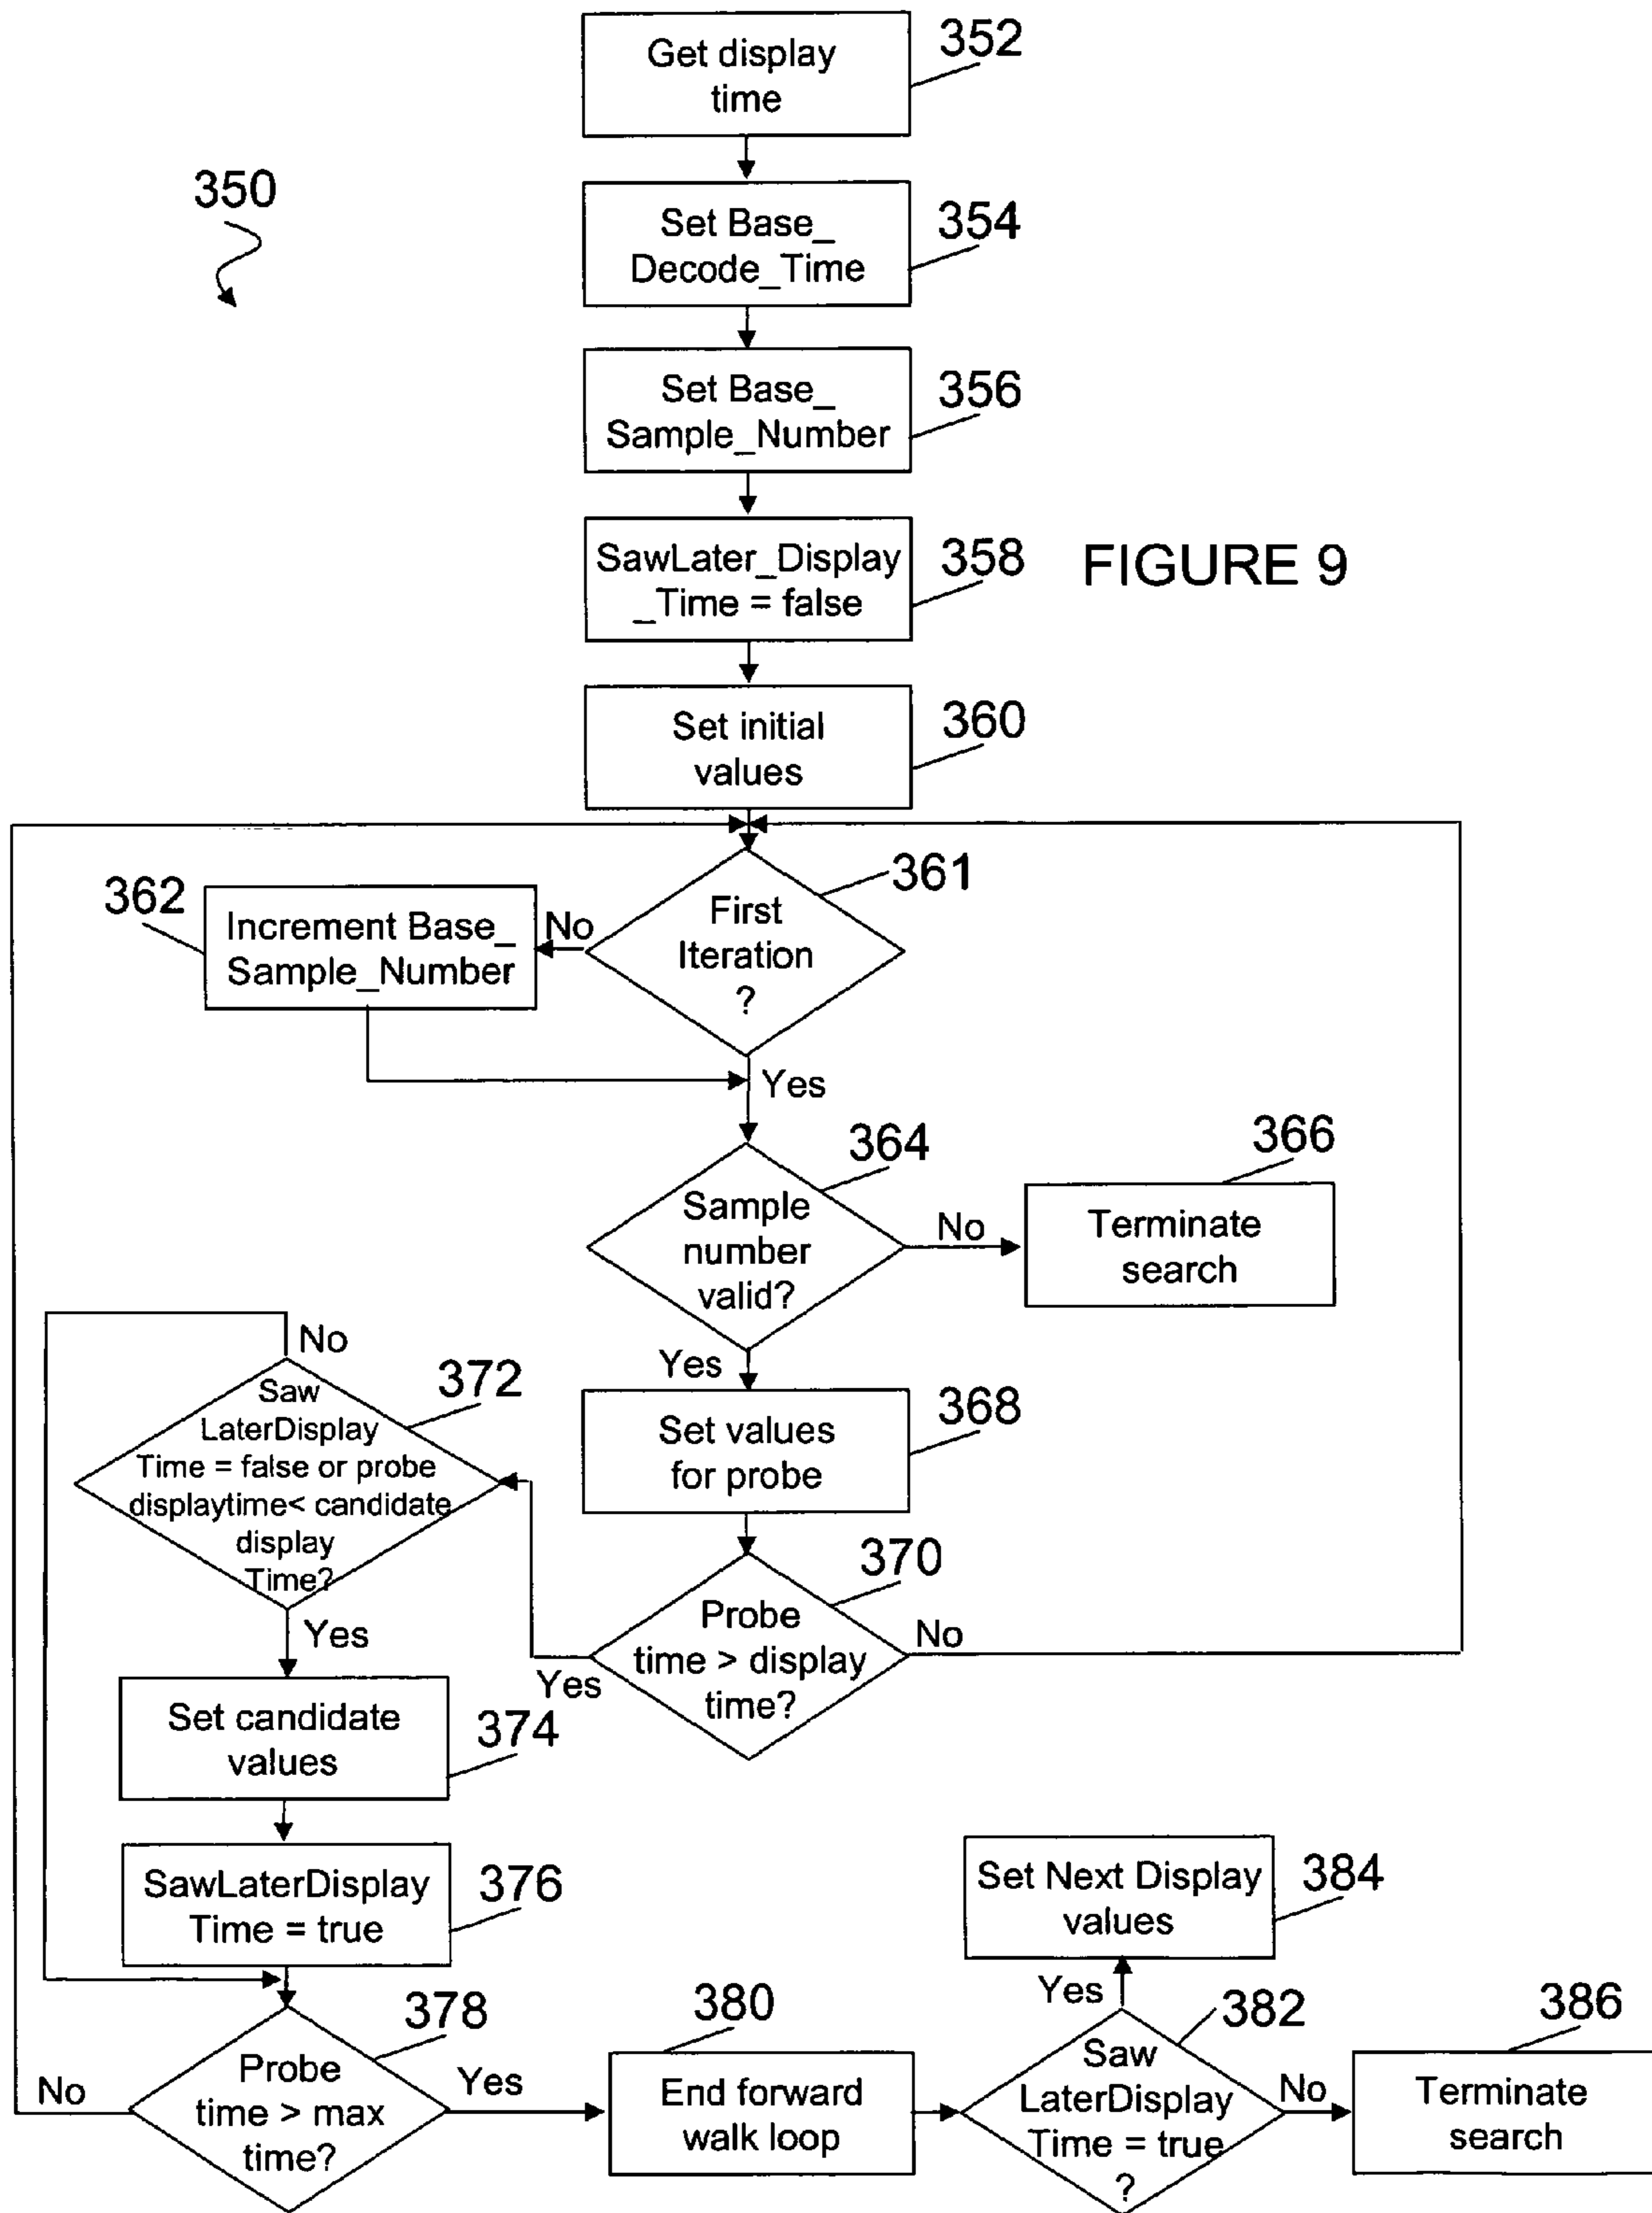 Get display
time
352
350
Set Base_
Decode_Time
354
Set Base_
Sample_Number
356
SawLater_Display
_Time = false
358
FIGURE 9
Set initial
values
360
361
First
Iteration
?
No
362
Increment Base_
Sample_Number
Yes
364
Sample
number
valid?
No
366
Terminate
search
Yes
368
Set values
for probe
370
Probe
time > display
time?
No
Yes
No
372
Saw
LaterDisplay
Time = false or probe
displaytime< candidate
display
Time?
Yes
Set candidate
values
374
SawLaterDisplay
Time = true
376
378
Probe
time > max
time?
No
Yes
380
End forward
walk loop
382
Saw
LaterDisplay
Time = true
?
Yes
Set Next Display
values
384
No
386
Terminate
search